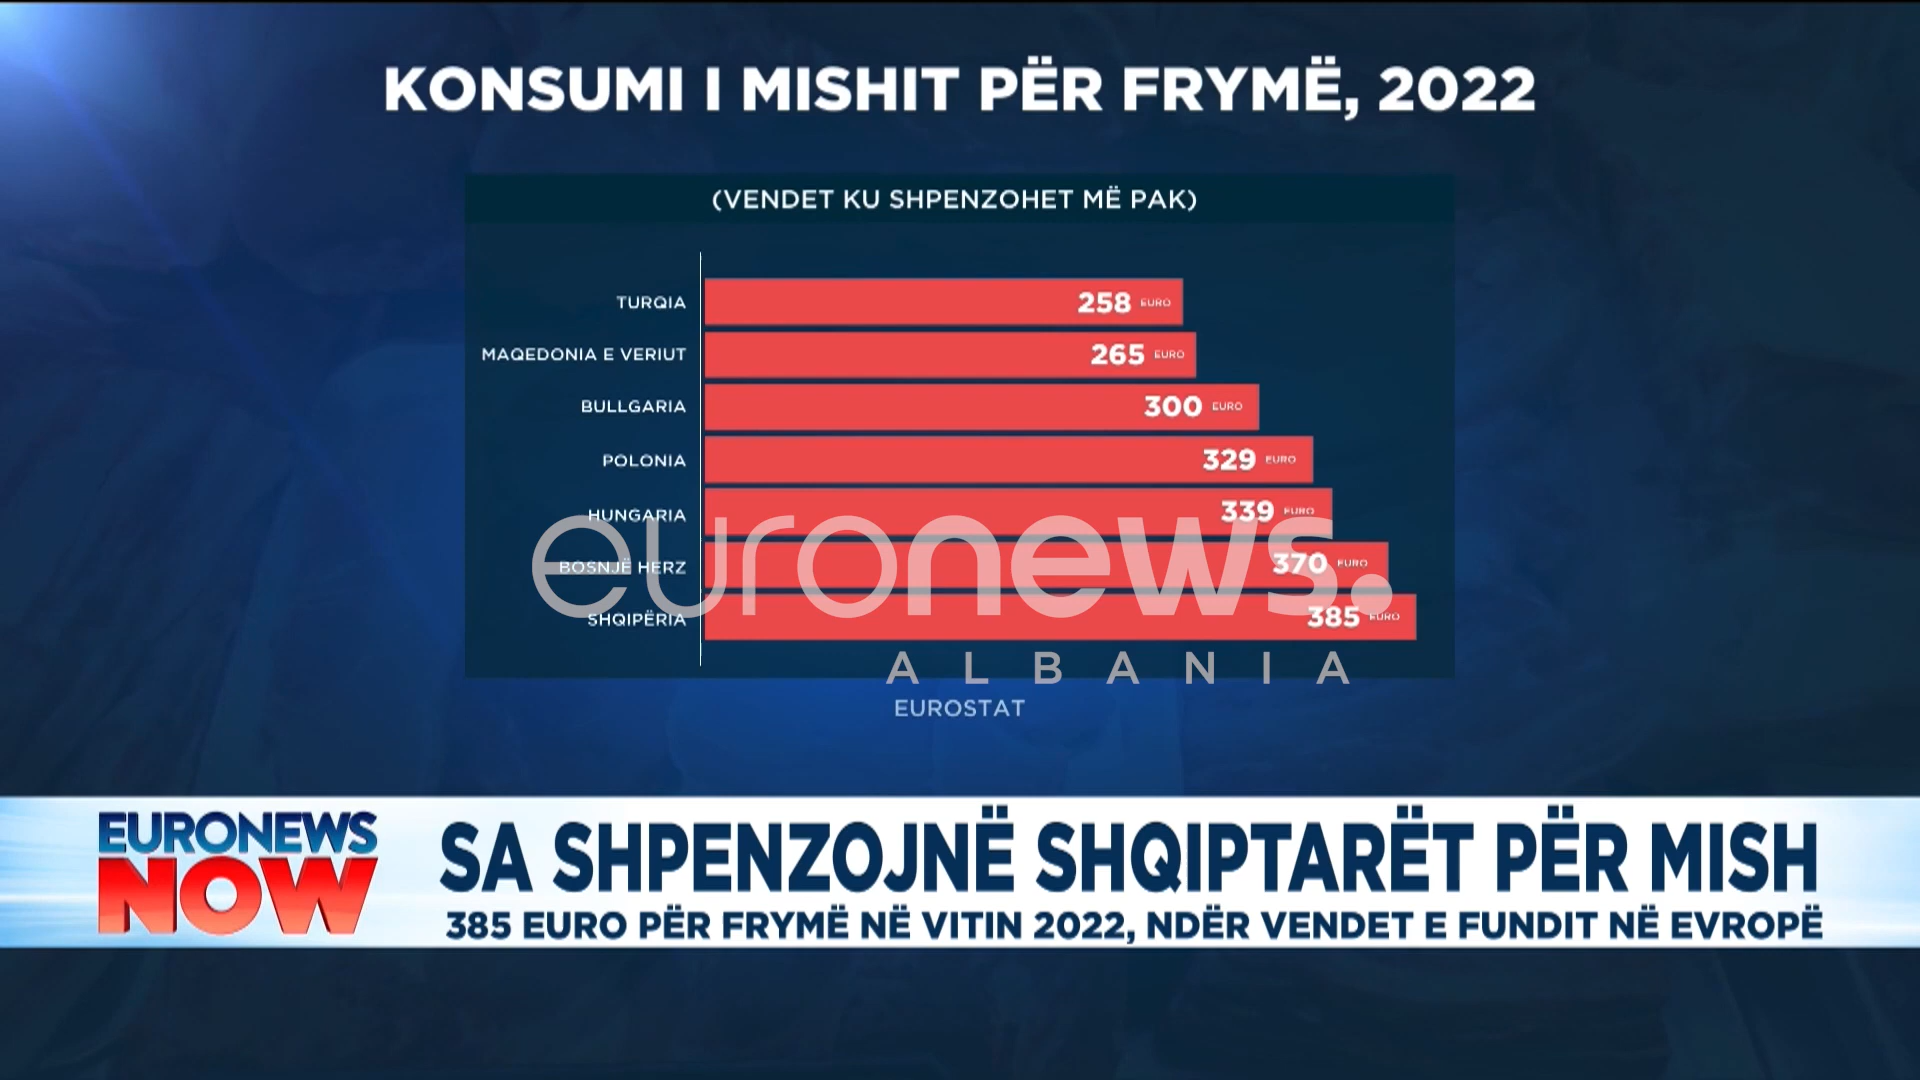 KONSUMI I MISHIT PËR FRYMË, 2022
(VENDET KU SHPENZOHET MË PAK)
TURQIA 258 EURO
MAQEDONIA E VERIUT 265 EURO
BULLGARIA 300 EURO
POLONIA 329 EURO
HUNGARIA 339 EURO
BOSNJË HERZ 370 EURO
SHQIPËRIA 385 EURO
euronews.
ALBANIA
EUROSTAT
EURONEWS
NOW
SA SHPENZOJNË SHQIPTARËT PËR MISH
385 EURO PËR FRYMË NË VITIN 2022, NDËR VENDET E FUNDIT NË EVROPË